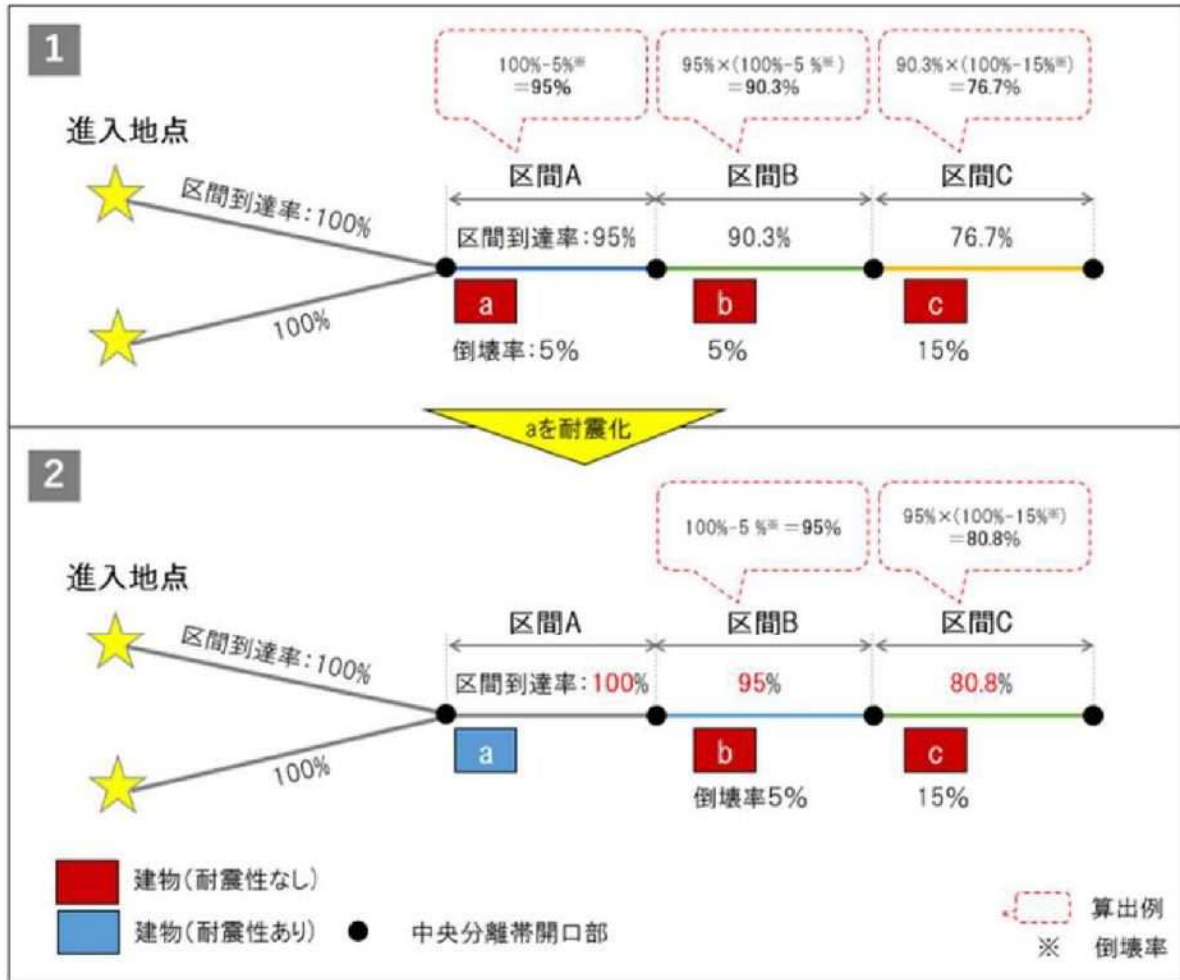 1
100%-5%※
=95%
95%×(100%-5 %※)
=90.3%
90.3%×(100%-15%※)
=76.7%
進入地点
区間A
区間B
区間C
区間到達率:100%
区間到達率:95%
90.3%
76.7%
100%
a
b
c
倒壊率:5%
5%
15%
aを耐震化
2
100%-5 %※=95%
95%×(100%-15%※)
=80.8%
進入地点
区間A
区間B
区間C
区間到達率:100%
区間到達率:100%
95%
80.8%
100%
a
b
c
倒壊率5%
15%
建物(耐震性なし)
建物(耐震性あり)
中央分離帯開口部
算出例
※ 倒壊率